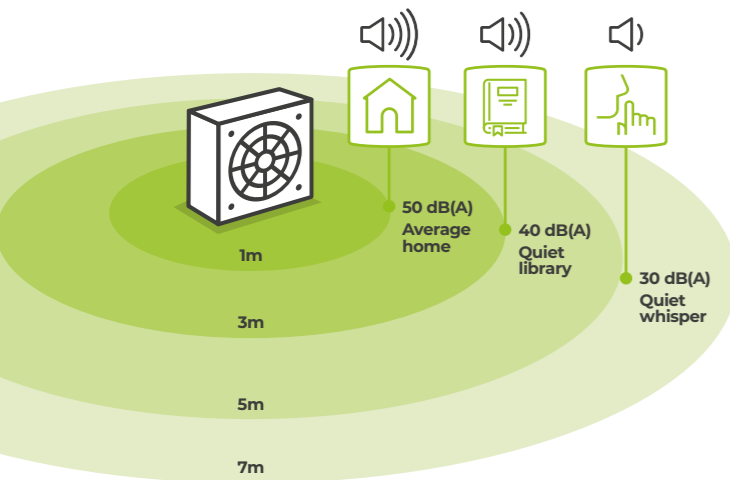 50 dB(A)
Average
home
40 dB(A)
Quiet
library
30 dB(A)
Quiet
whisper
1m
3m
5m
7m